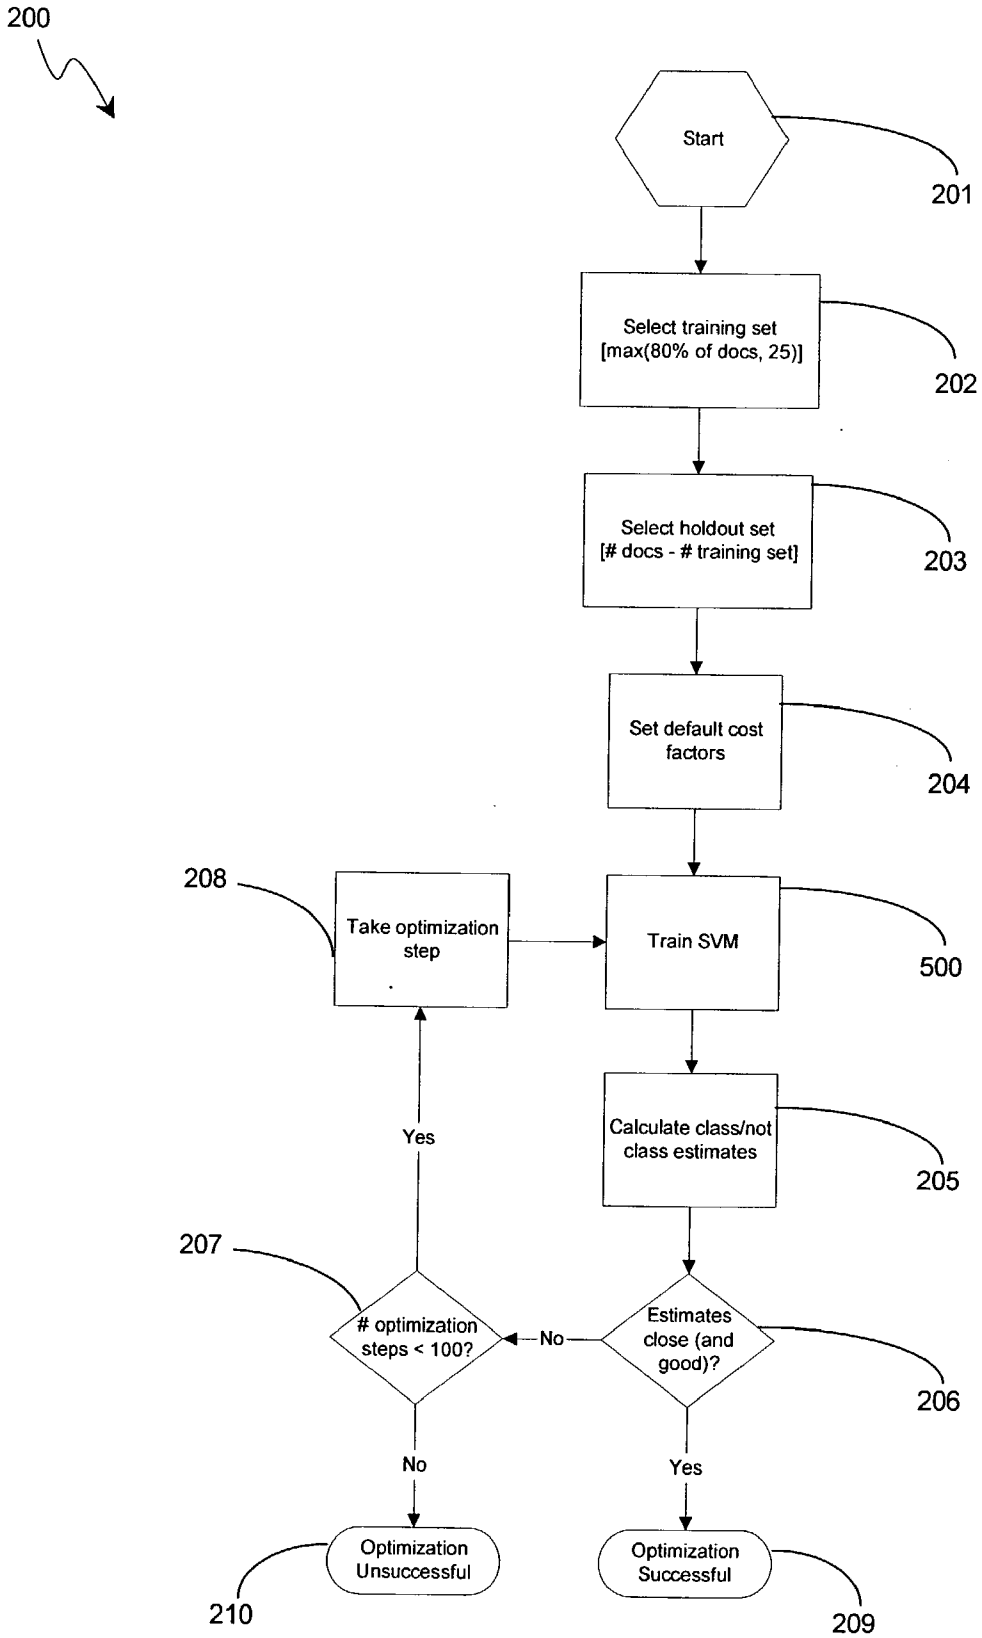 200
Start
201
Select training set
[max(80% of docs, 25)]
202
Select holdout set
[# docs - # training set]
203
Set default cost
factors
204
208
Take optimization
step
Train SVM
500
Yes
Calculate class/not
class estimates
205
207
# optimization
steps < 100?
No
Estimates
close (and
good)?
206
No
Yes
Optimization
Unsuccessful
Optimization
Successful
210
209